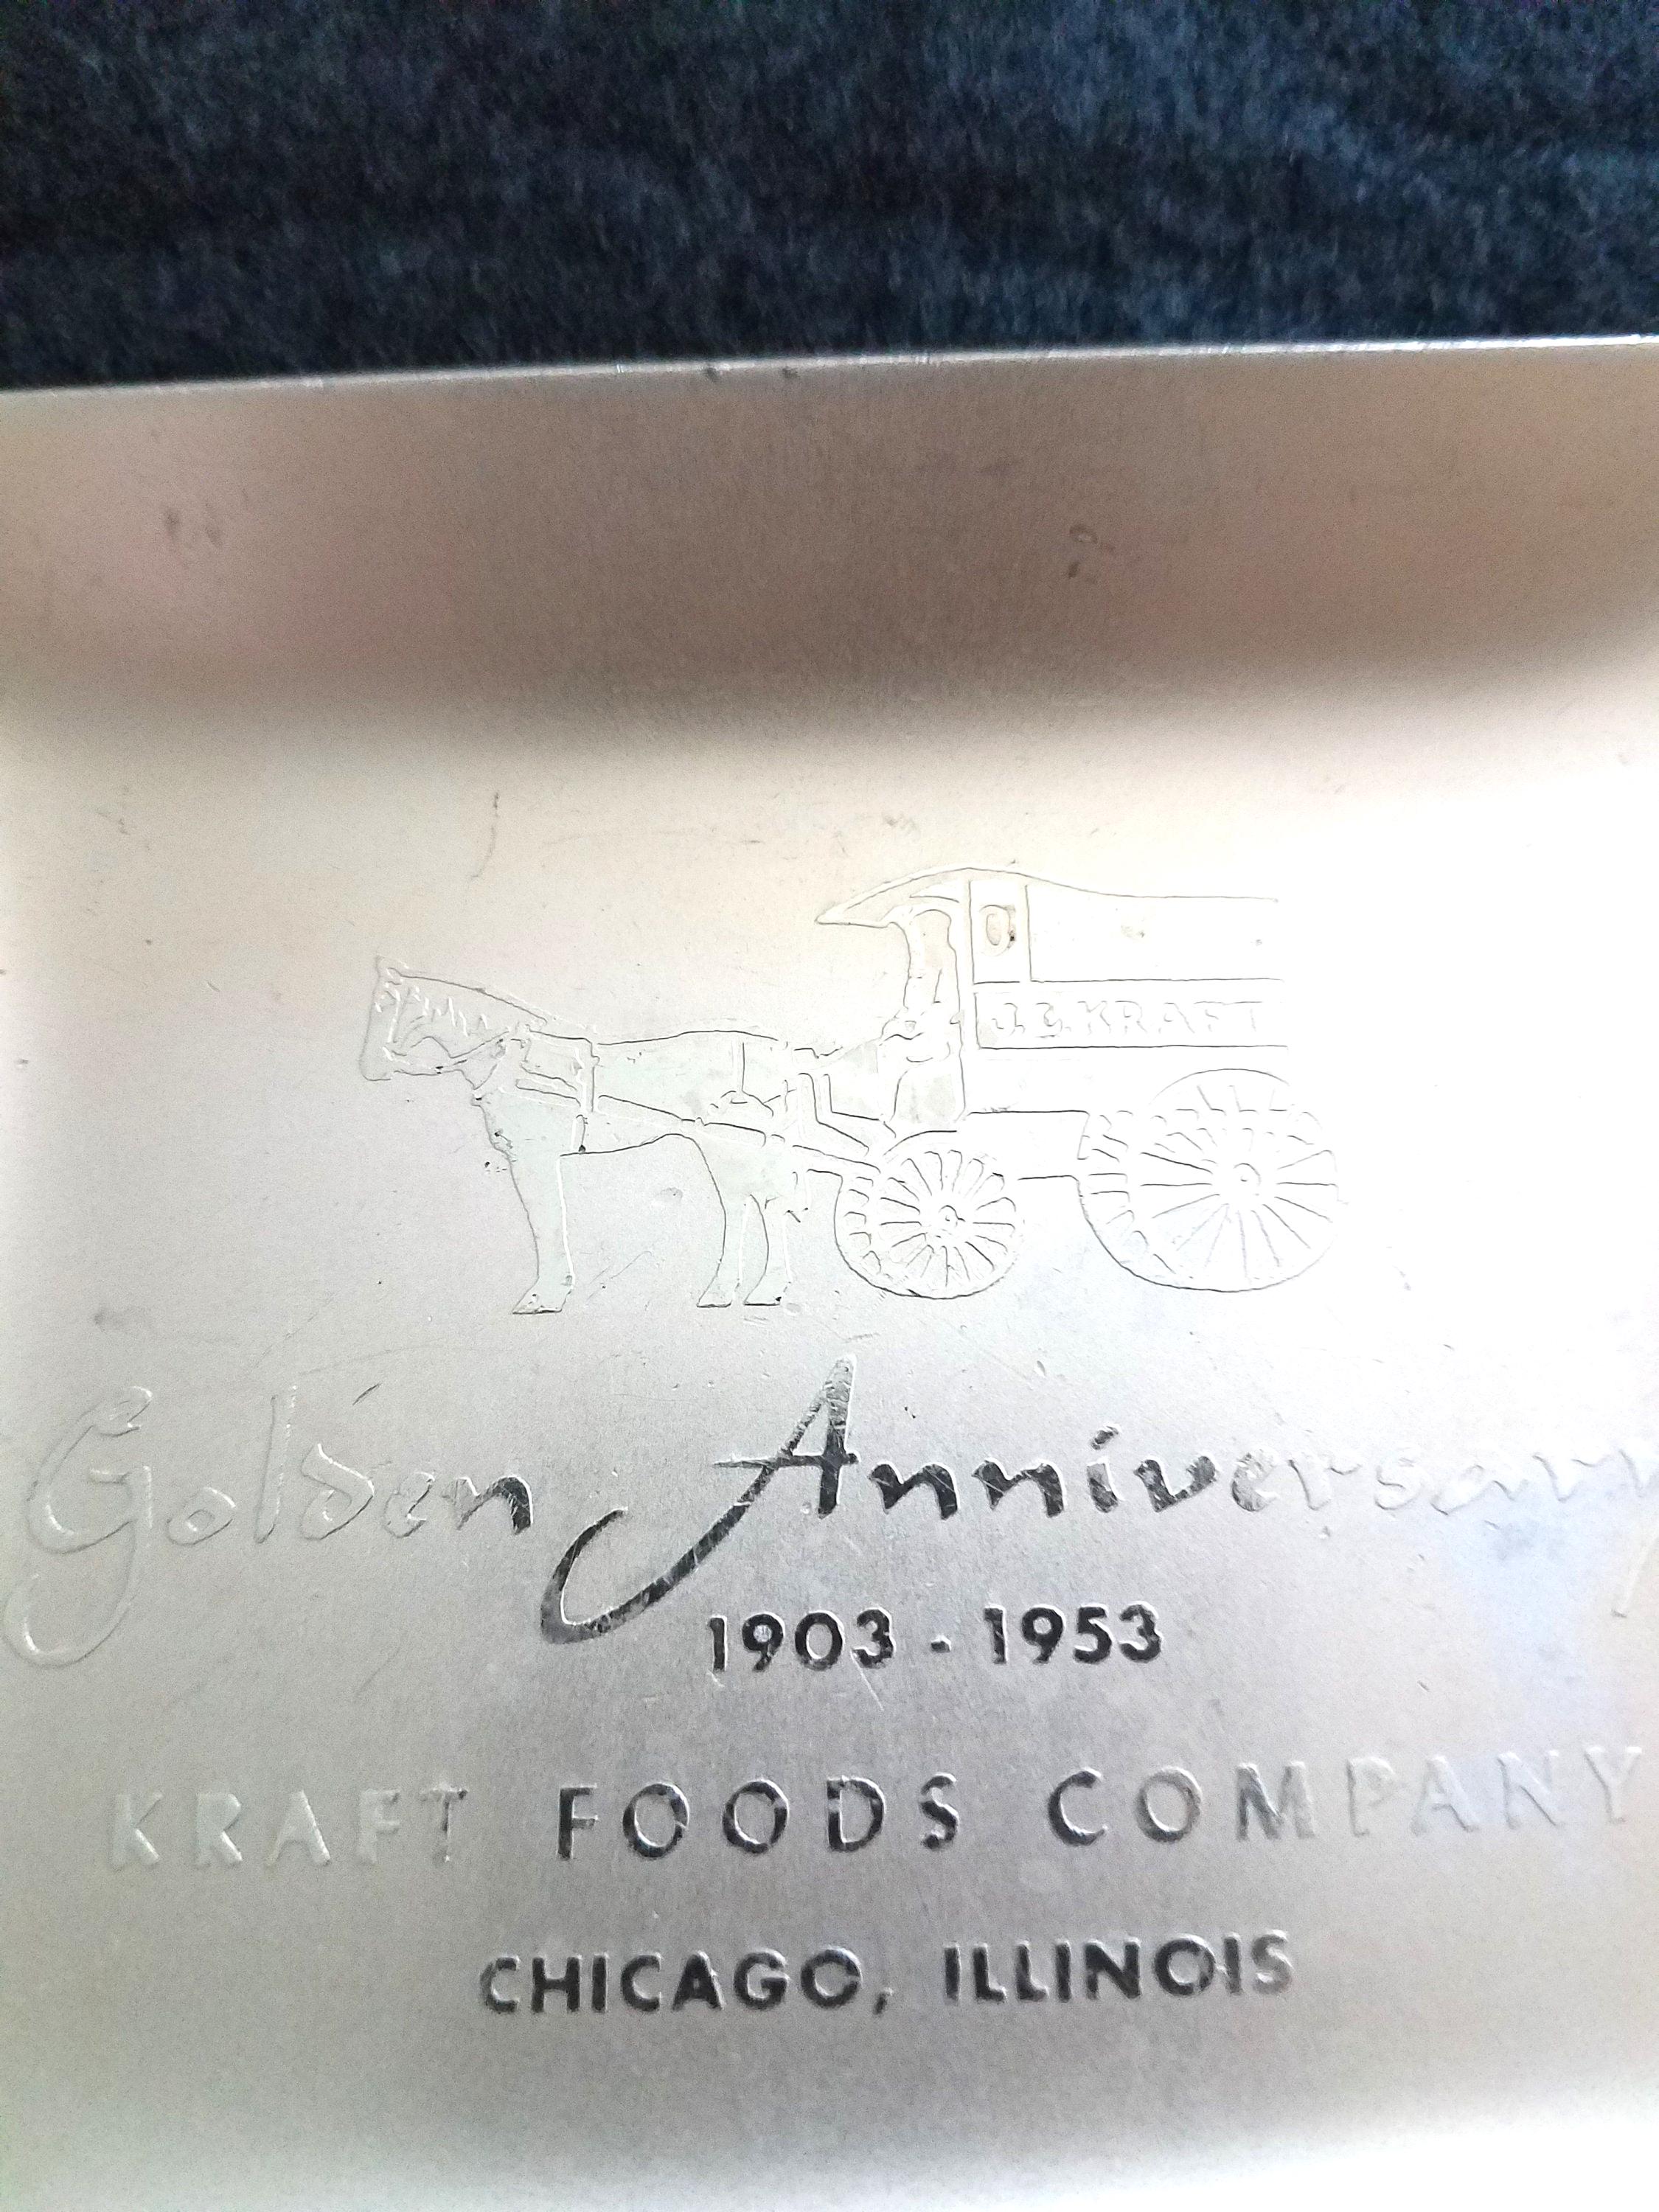 J. L. KRAFT
Golden Anniversary
1903 - 1953
KRAFT FOODS COMPANY
CHICAGO, ILLINOIS